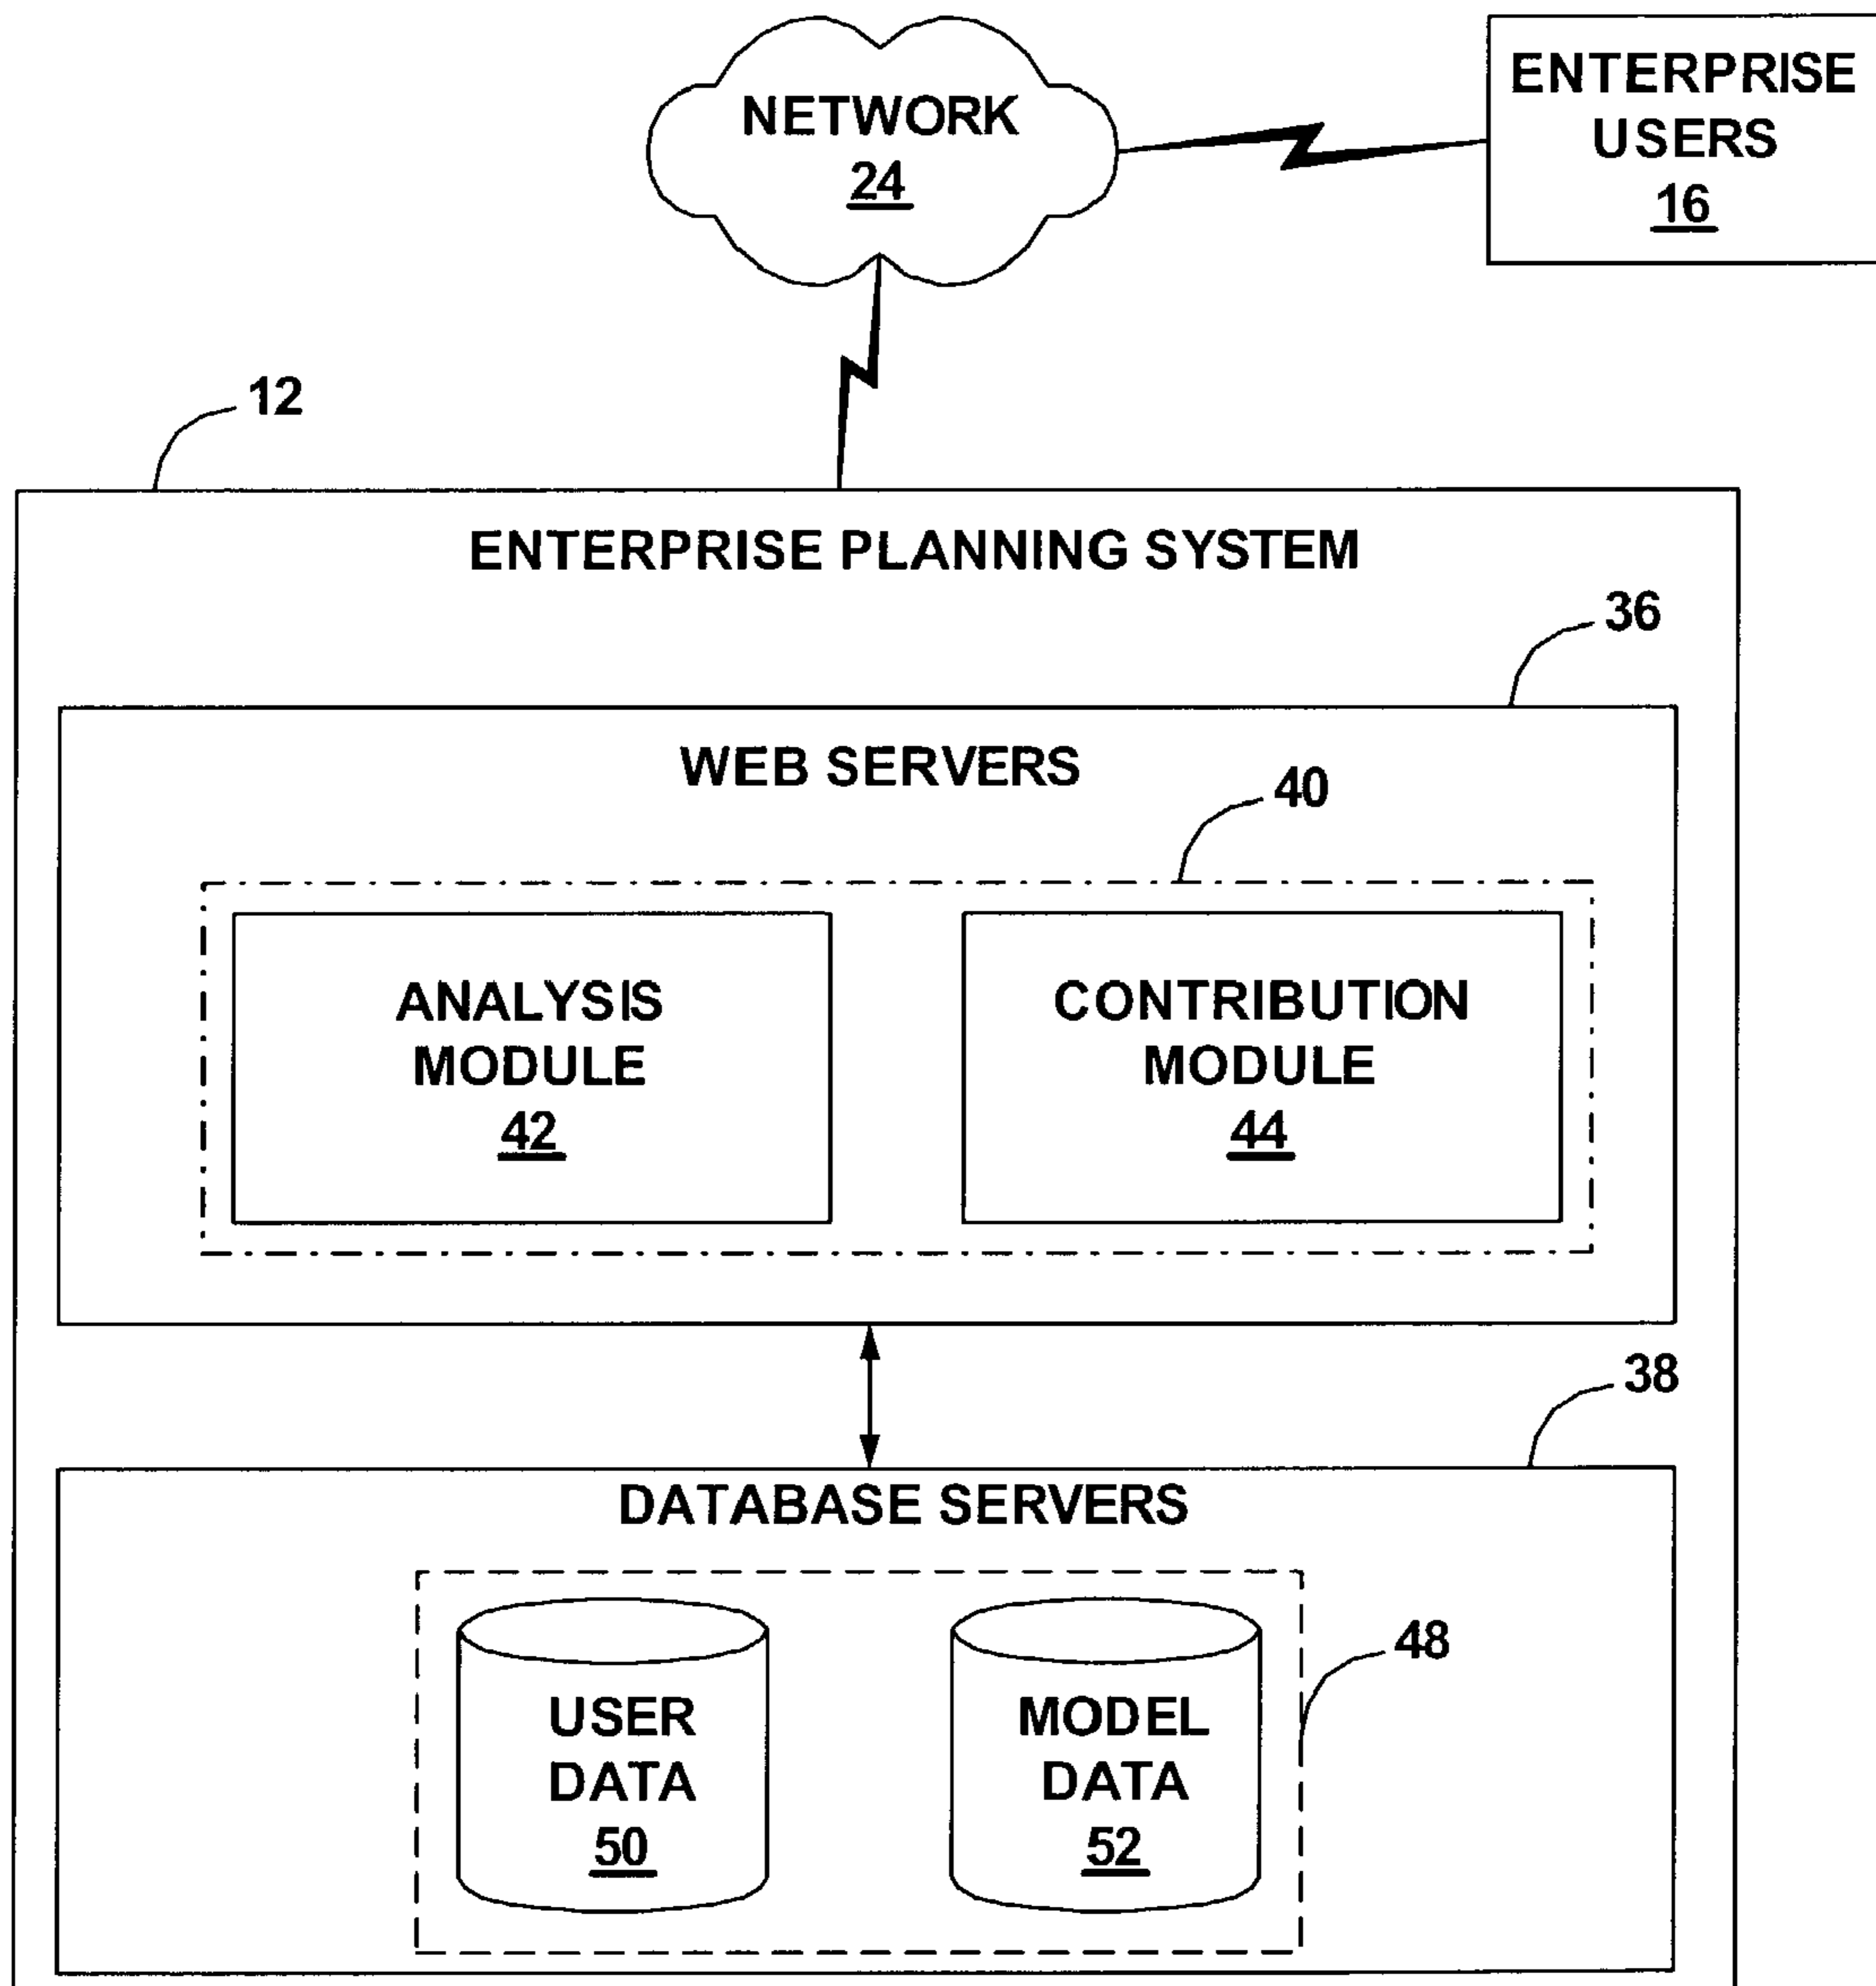 NETWORK
24
ENTERPRISE
USERS
16
12
ENTERPRISE PLANNING SYSTEM
36
WEB SERVERS
40
ANALYSIS
MODULE
42
CONTRIBUTION
MODULE
44
38
DATABASE SERVERS
48
USER
DATA
50
MODEL
DATA
52